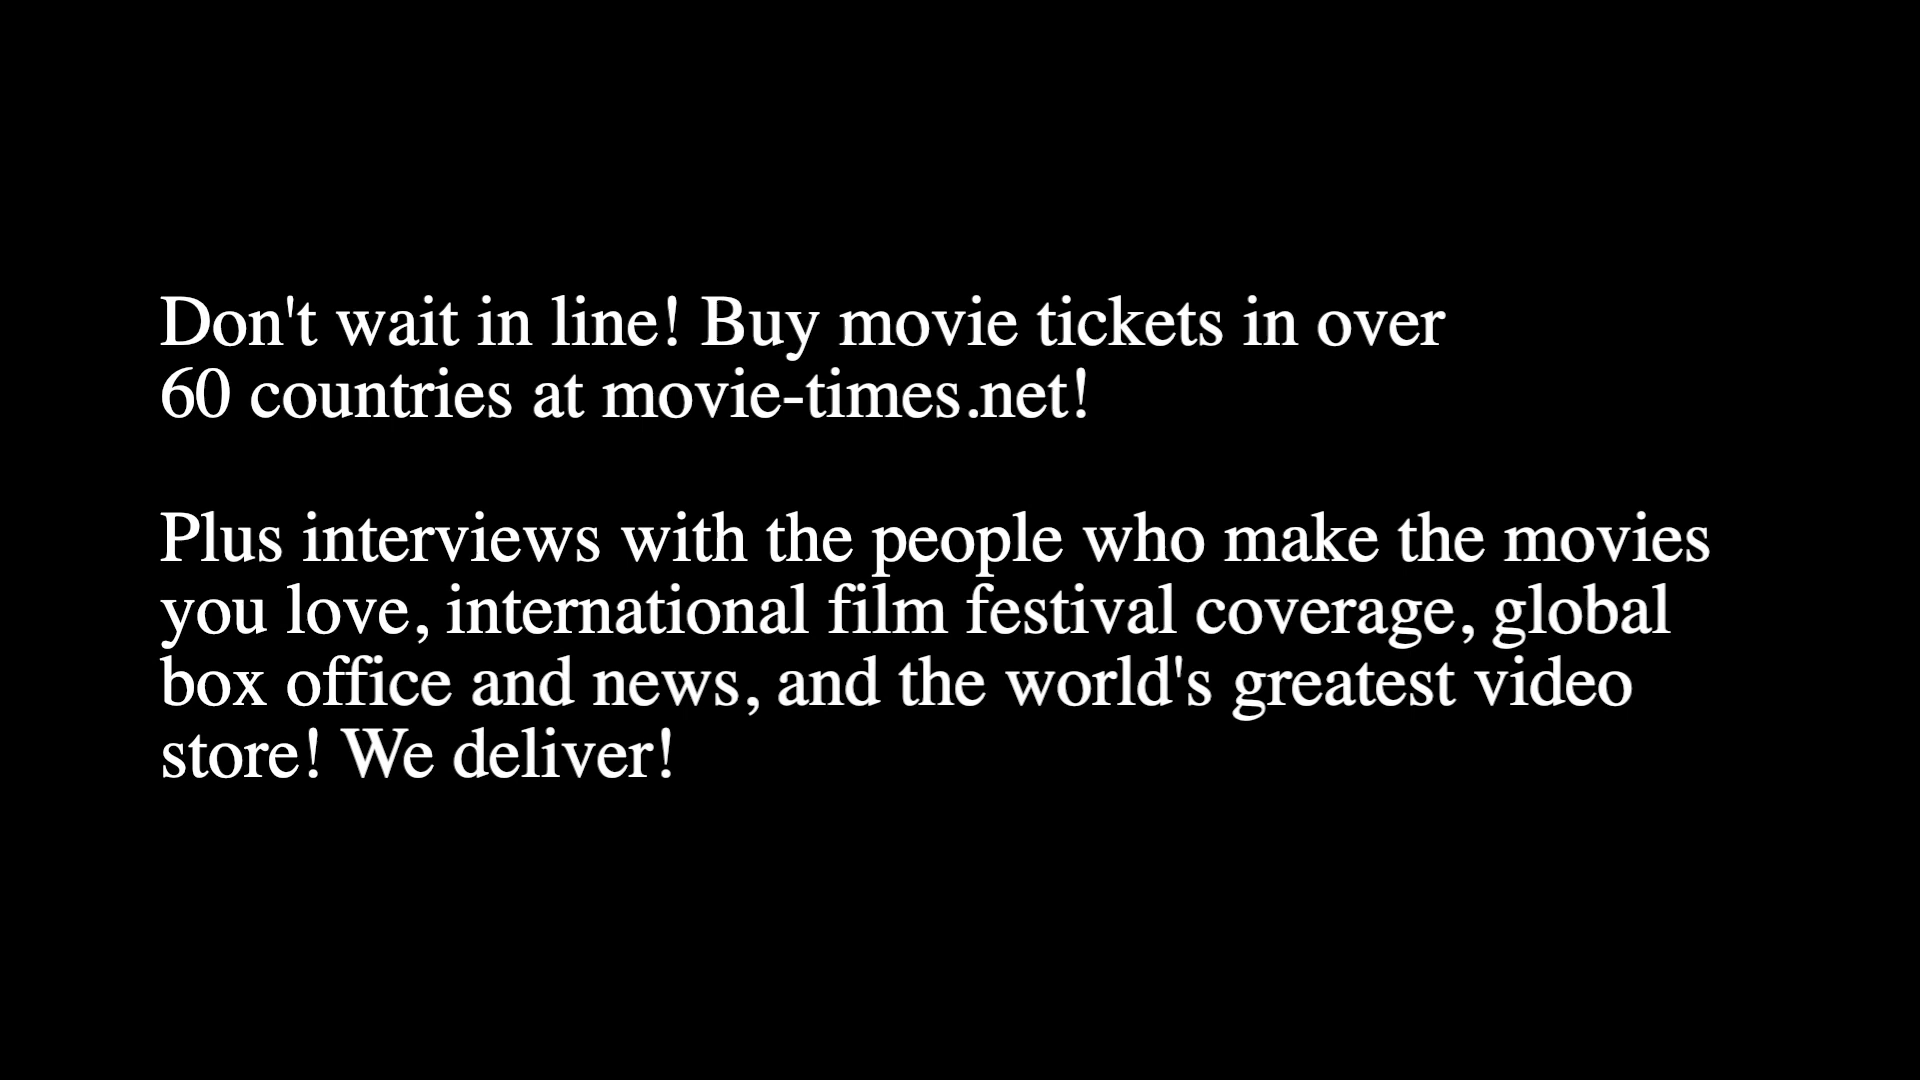 Don't wait in line! Buy movie tickets in over
60 countries at movie-times.net!
Plus interviews with the people who make the movies
you love, international film festival coverage, global
box office and news, and the world's greatest video
store! We deliver!